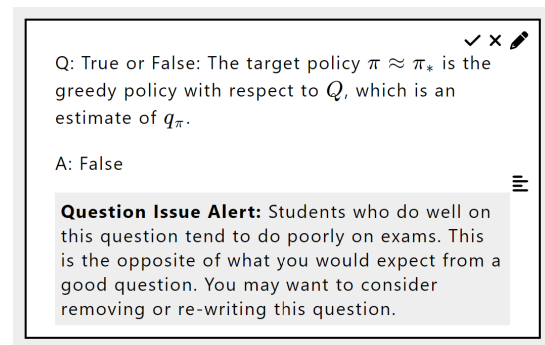 Q: True or False: The target policy π ≈ π* is the
greedy policy with respect to Q, which is an
estimate of qπ.
A: False
Question Issue Alert: Students who do well on
this question tend to do poorly on exams. This
is the opposite of what you would expect from a
good question. You may want to consider
removing or re-writing this question.